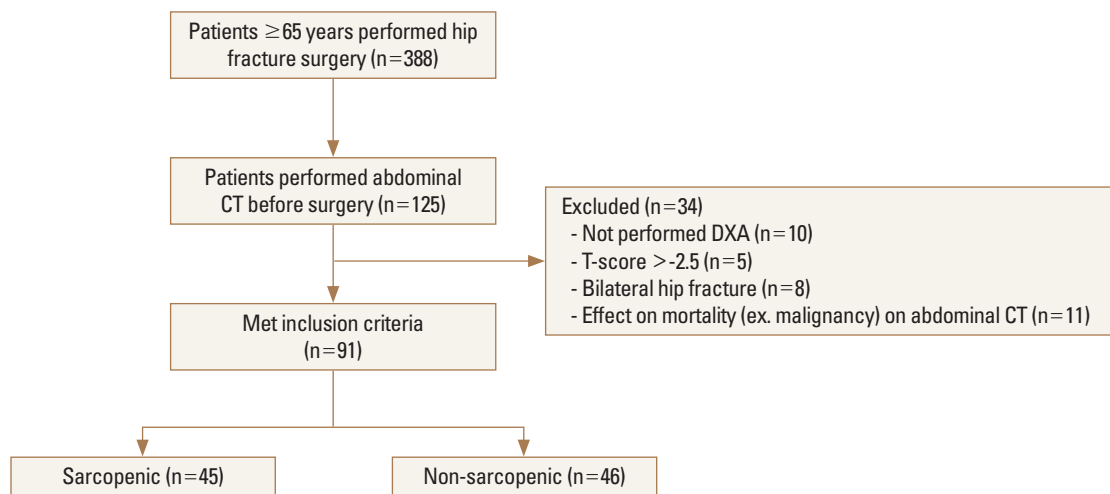 Patients ≥65 years performed hip
fracture surgery (n=388)
Patients performed abdominal
CT before surgery (n=125)
Excluded (n=34)
- Not performed DXA (n=10)
- T-score >-2.5 (n=5)
- Bilateral hip fracture (n=8)
- Effect on mortality (ex. malignancy) on abdominal CT (n=11)
Met inclusion criteria
(n=91)
Sarcopenic (n=45)
Non-sarcopenic (n=46)